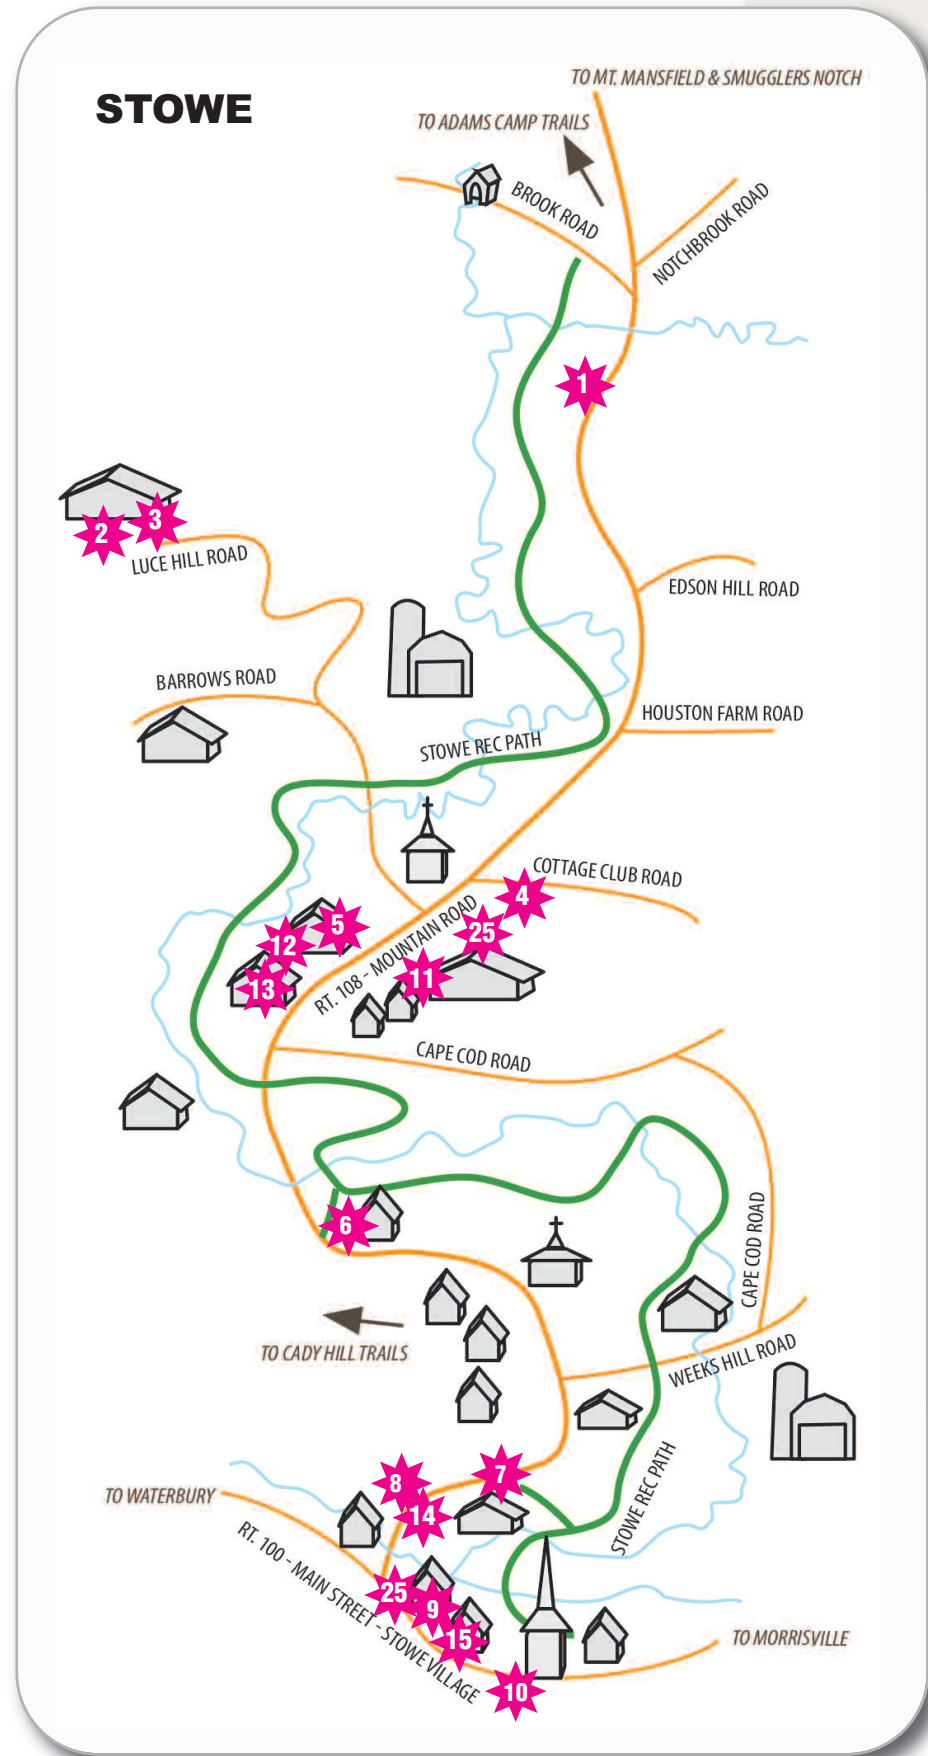 TO MT. MANSFIELD & SMUGGLERS NOTCH
STOWE
TO ADAMS CAMP TRAILS
BROOK ROAD
NOTCHBROOK ROAD
1
2
3
LUCE HILL ROAD
EDSON HILL ROAD
BARROWS ROAD
HOUSTON FARM ROAD
STOWE REC PATH
COTTAGE CLUB ROAD
4
5
25
12
RT. 108 - MOUNTAIN ROAD
11
13
CAPE COD ROAD
6
CAPE COD ROAD
TO CADY HILL TRAILS
WEEKS HILL ROAD
7
8
TO WATERBURY
14
STOWE REC PATH
RT. 100 - MAIN STREET - STOWE VILLAGE
25
9
15
TO MORRISVILLE
10